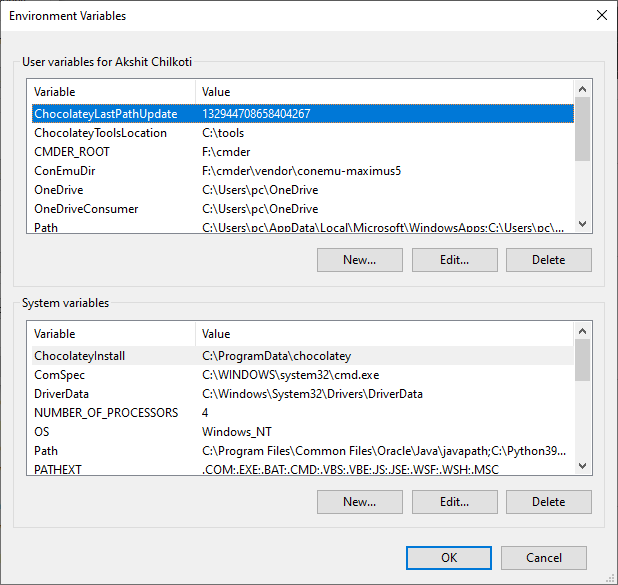 Environment Variables
User variables for Akshit Chilkoti
Variable Value
ChocolateyLastPathUpdate 132944708658404267
ChocolateyToolsLocation C:\tools
CMDER_ROOT F:\cmder
ConEmuDir F:\cmder\vendor\conemu-maximus5
OneDrive C:\Users\pc\OneDrive
OneDriveConsumer C:\Users\pc\OneDrive
Path C:\Users\pc\AppData\Local\Microsoft\WindowsApps;C:\Users\pc\...
New... Edit... Delete
System variables
Variable Value
ChocolateyInstall C:\ProgramData\chocolatey
ComSpec C:\WINDOWS\system32\cmd.exe
DriverData C:\Windows\System32\Drivers\DriverData
NUMBER_OF_PROCESSORS 4
OS Windows_NT
Path C:\Program Files\Common Files\Oracle\Java\javapath;C:\Python39...
PATHEXT .COM;.EXE;.BAT;.CMD;.VBS;.VBE;.JS;.JSE;.WSF;.WSH;.MSC
New... Edit... Delete
OK Cancel